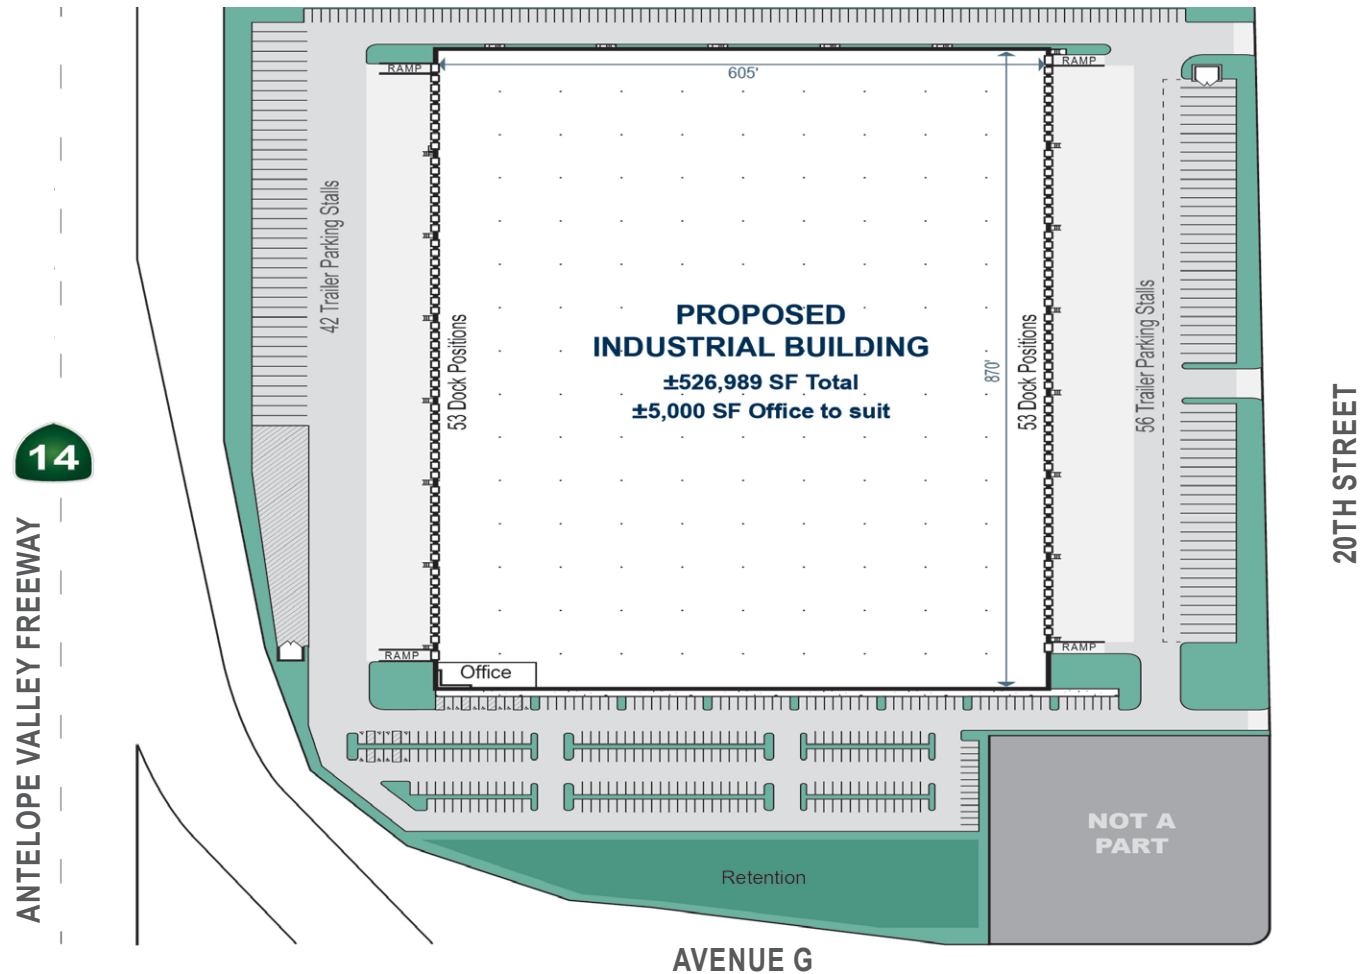 RAMP
605'
RAMP
42 Trailer Parking Stalls
53 Dock Positions
PROPOSED
INDUSTRIAL BUILDING
±526,989 SF Total
±5,000 SF Office to suit
870'
53 Dock Positions
56 Trailer Parking Stalls
14
ANTELOPE VALLEY FREEWAY
20TH STREET
RAMP
Office
RAMP
NOT A
PART
Retention
AVENUE G